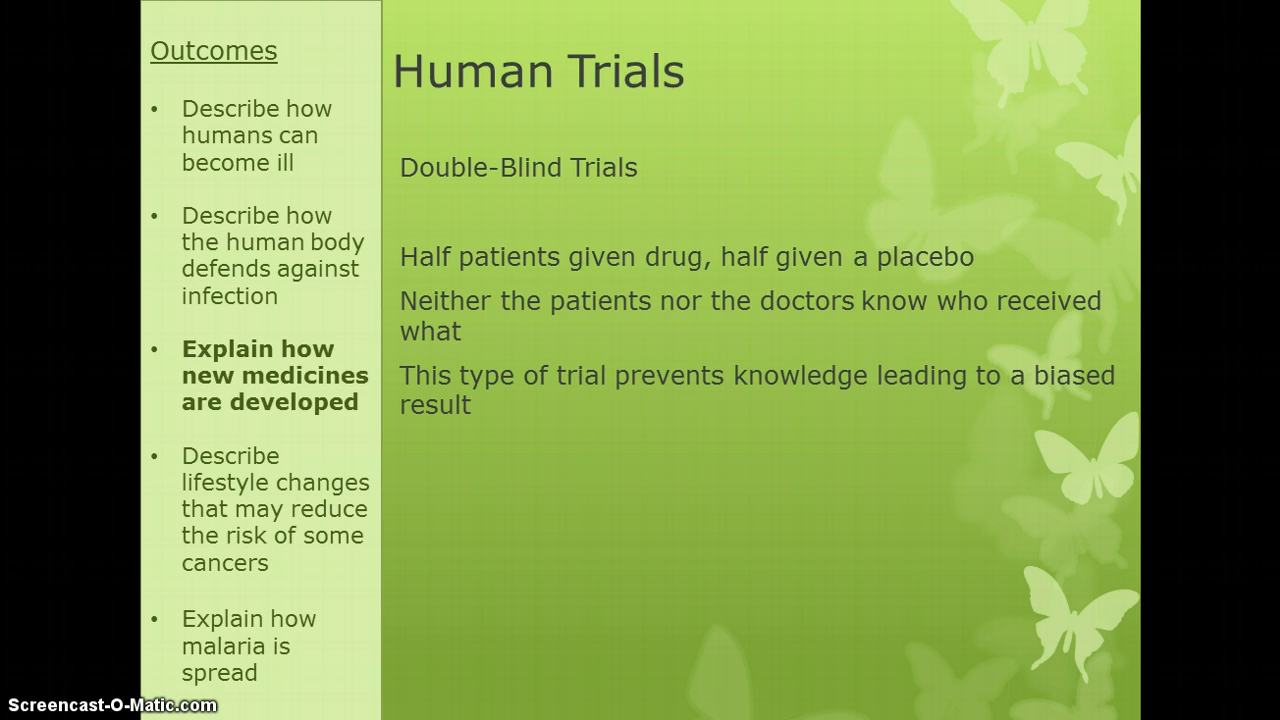 Outcomes
• Describe how
humans can
become ill
• Describe how
the human body
defends against
infection
• Explain how
new medicines
are developed
• Describe
lifestyle changes
that may reduce
the risk of some
cancers
• Explain how
malaria is
spread
Human Trials
Double-Blind Trials
Half patients given drug, half given a placebo
Neither the patients nor the doctors know who received
what
This type of trial prevents knowledge leading to a biased
result
Screencast-O-Matic.com